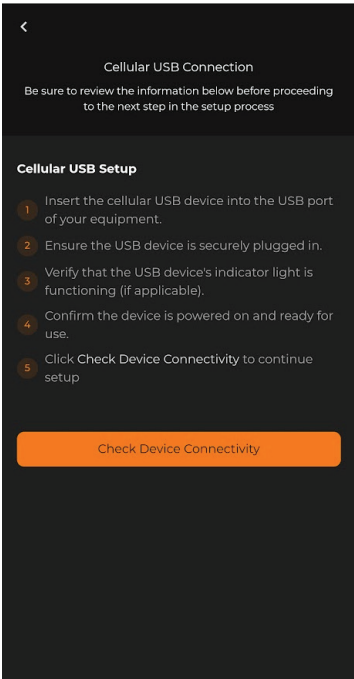 Cellular USB Connection
Be sure to review the information below before proceeding
to the next step in the setup process
Cellular USB Setup
1 Insert the cellular USB device into the USB port
of your equipment.
2 Ensure the USB device is securely plugged in.
3 Verify that the USB device's indicator light is
functioning (if applicable).
4 Confirm the device is powered on and ready for
use.
5 Click Check Device Connectivity to continue
setup
Check Device Connectivity